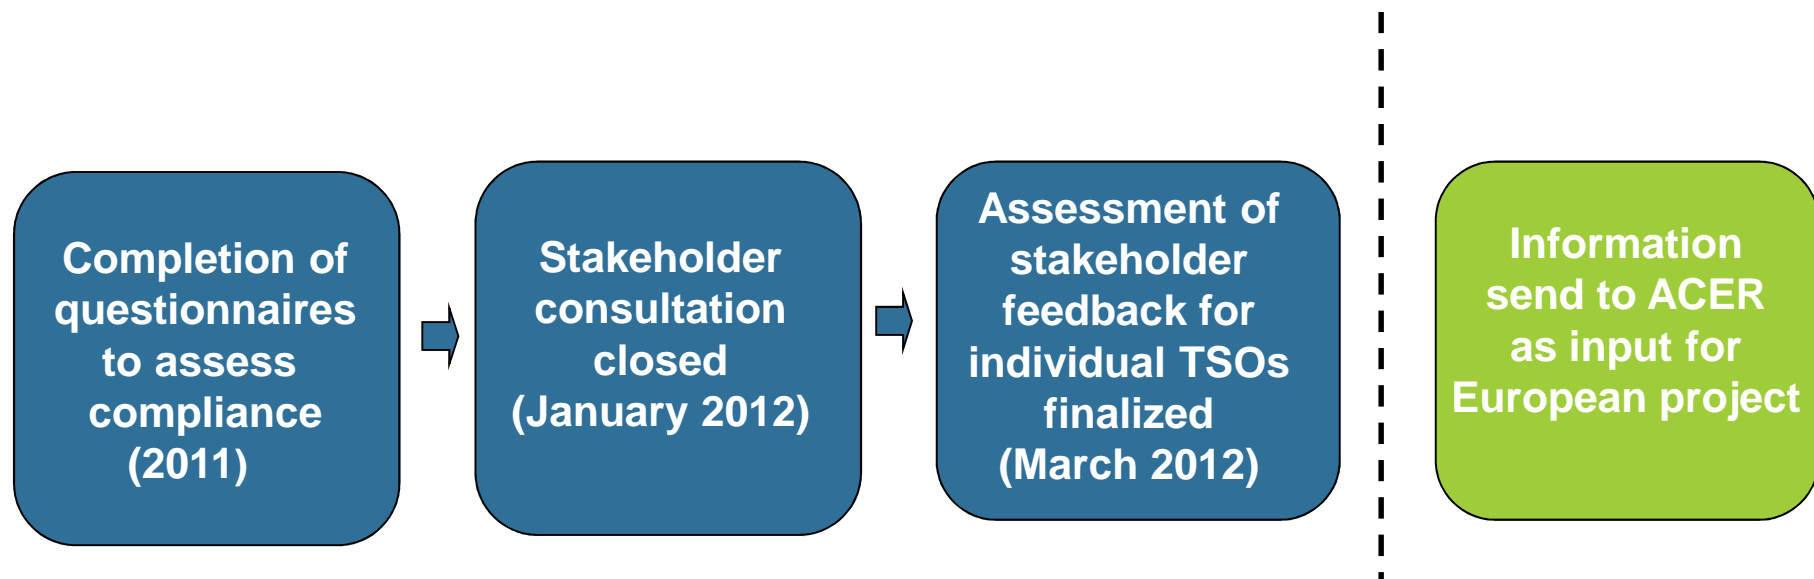 Completion of
questionnaires
to assess
compliance
(2011)
Stakeholder
consultation
closed
(January 2012)
Assessment of
stakeholder
feedback for
individual TSOs
finalized
(March 2012)
Information
send to ACER
as input for
European project